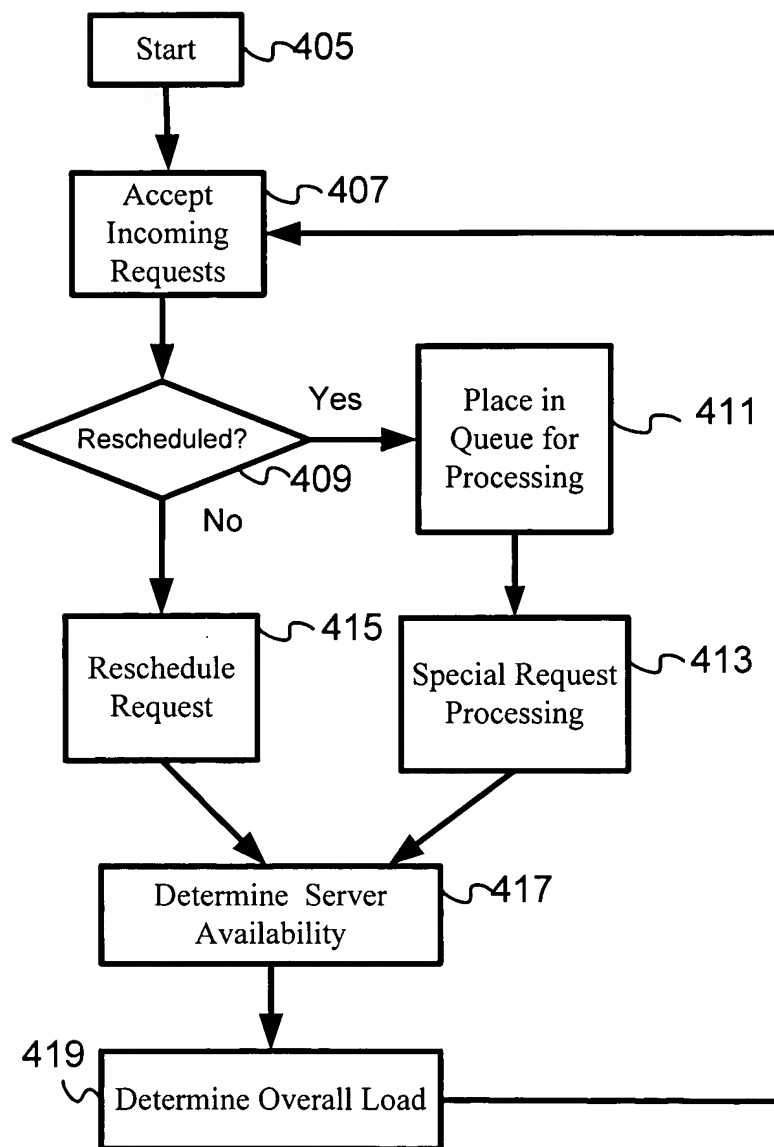 Start
405
Accept
Incoming
Requests
407
Rescheduled?
409
Yes
No
Place in
Queue for
Processing
411
Reschedule
Request
415
Special Request
Processing
413
Determine Server
Availability
417
419
Determine Overall Load